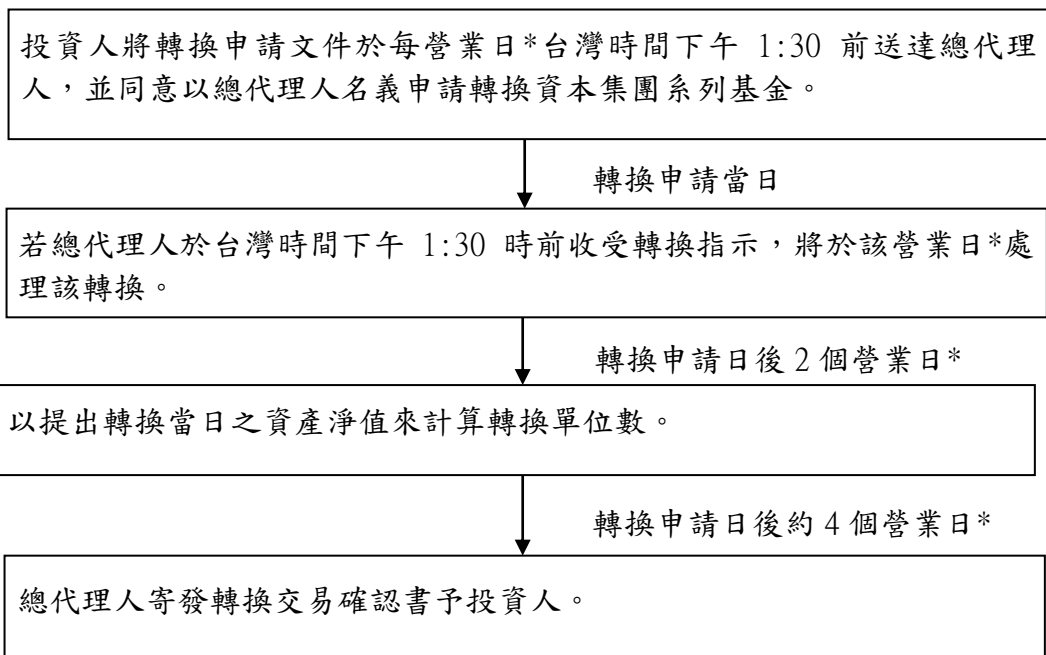 投資人將轉換申請文件於每營業日*台灣時間下午 1:30 前送達總代理
人，並同意以總代理人名義申請轉換資本集團系列基金。
轉換申請當日
若總代理人於台灣時間下午 1:30 時前收受轉換指示，將於該營業日*處
理該轉換。
轉換申請日後 2 個營業日*
以提出轉換當日之資產淨值來計算轉換單位數。
轉換申請日後約 4 個營業日*
總代理人寄發轉換交易確認書予投資人。